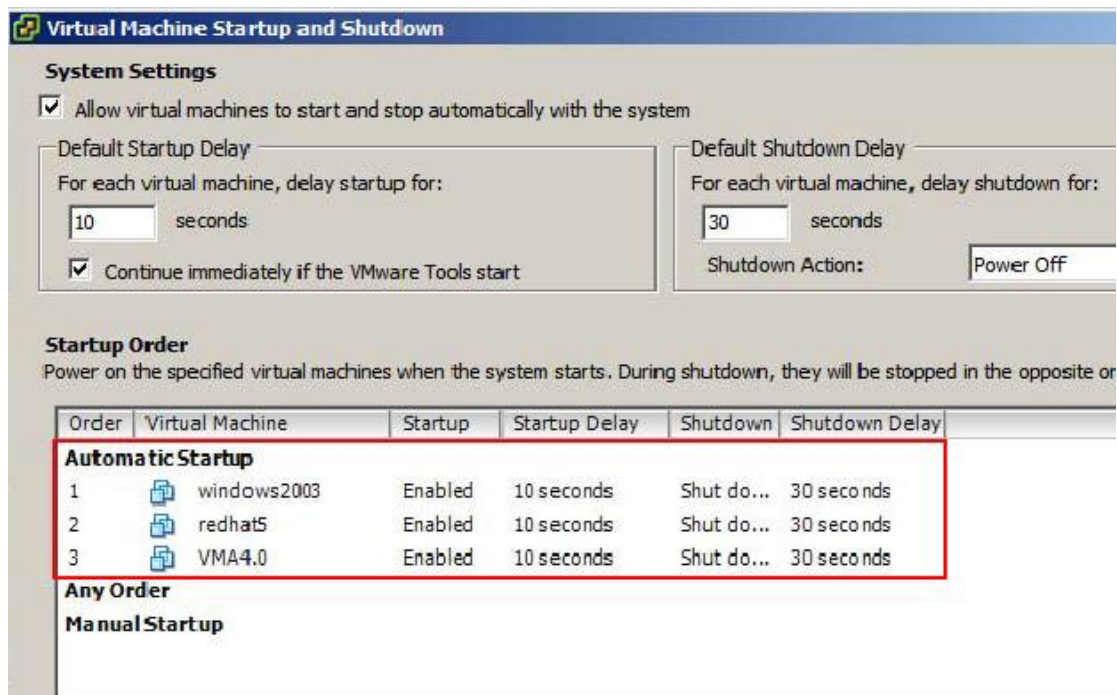 Virtual Machine Startup and Shutdown
System Settings
Allow virtual machines to start and stop automatically with the system
Default Startup Delay
For each virtual machine, delay startup for:
10 seconds
Continue immediately if the VMware Tools start
Default Shutdown Delay
For each virtual machine, delay shutdown for:
30 seconds
Shutdown Action: Power Off
Startup Order
Power on the specified virtual machines when the system starts. During shutdown, they will be stopped in the opposite or
Order Virtual Machine Startup Startup Delay Shutdown Shutdown Delay
Automatic Startup
1 windows2003 Enabled 10 seconds Shut do... 30 seconds
2 redhat5 Enabled 10 seconds Shut do... 30 seconds
3 VMA4.0 Enabled 10 seconds Shut do... 30 seconds
Any Order
Manual Startup